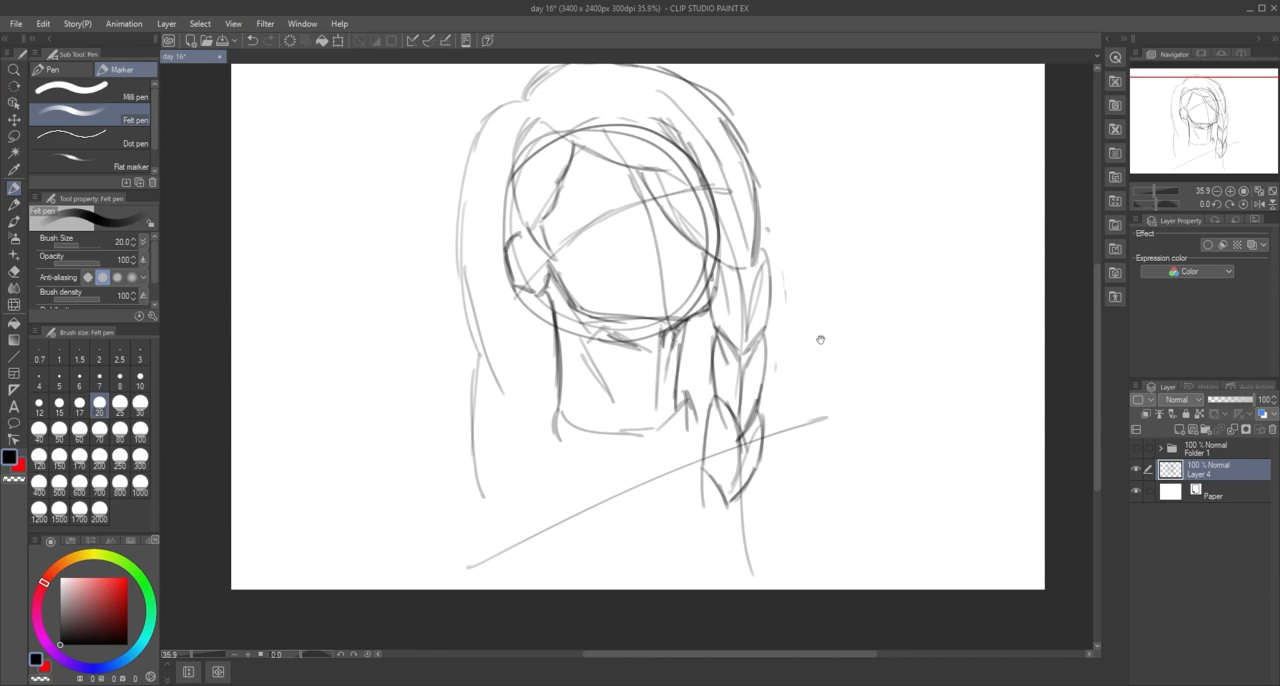 day 16* (3400 x 2400px 300dpi 35.9%)  - CLIP STUDIO PAINT EX
File Edit Story(P) Animation Layer Select View Filter Window Help
Sub Tool: Pen
day 16*
Navigator
Pen Marker
Milli pen
Felt pen
Dot pen
Flat marker
Tool property: Felt pen
Felt pen
Brush Size 20.0
Opacity 100
Anti-aliasing
Brush density 100
35.9
0.0
Layer Property
Effect
Expression color
Color
Brush size: Felt pen
0.7 1 1.5 2 2.5 3
4 5 6 7 8 10
12 15 17 20 25 30
40 50 60 70 80 100
120 150 170 200 250 300
400 500 600 700 800 1000
1200 1500 1700 2000
Layer History Auto Action
Normal 100
100 % Normal
Folder 1
100 % Normal
Layer 4
Paper
35.9 0.0
0 0 0